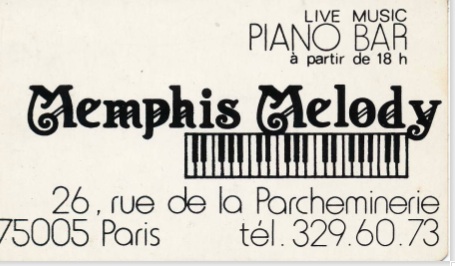 LIVE MUSIC
PIANO BAR
à partir de 18 h
Memphis Melody
26, rue de la Parcheminerie
75005 Paris tél. 329.60.73